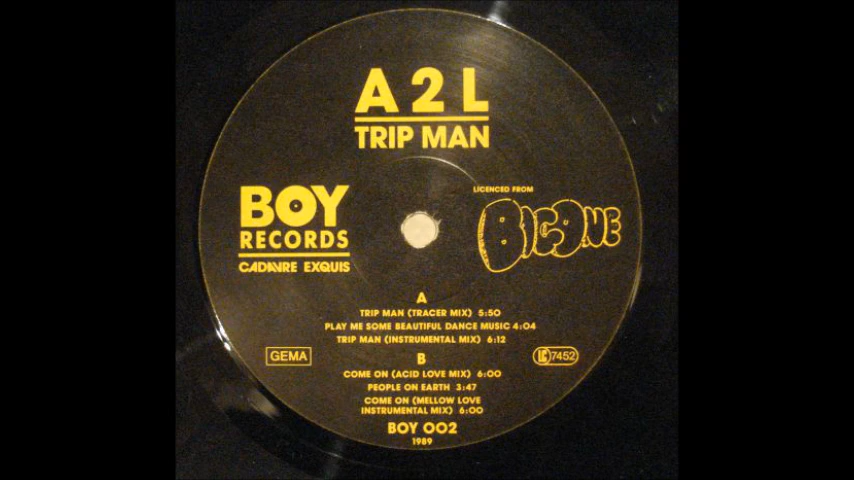 A 2 L
TRIP MAN
BOY
RECORDS
CADAVRE EXQUIS
LICENCED FROM
BIG ONE
A
TRIP MAN (TRACER MIX) 5:50
PLAY ME SOME BEAUTIFUL DANCE MUSIC 4:04
TRIP MAN (INSTRUMENTAL MIX) 6:12
B
COME ON (ACID LOVE MIX) 6:00
PEOPLE ON EARTH 3:47
COME ON (MELLOW LOVE
INSTRUMENTAL MIX) 6:00
GEMA
LC 7452
BOY 002
1989